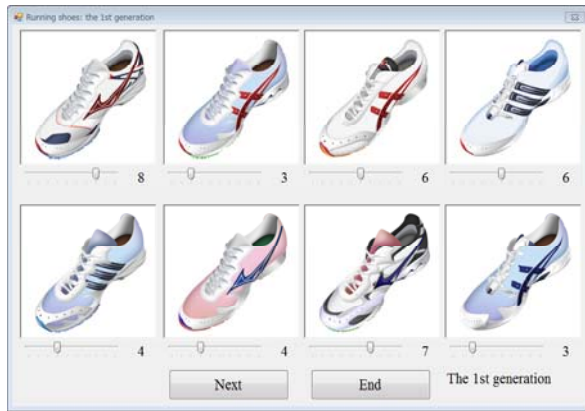 Running shoes: the 1st generation
8 3 6 6
4 4 7 3
Next End The 1st generation